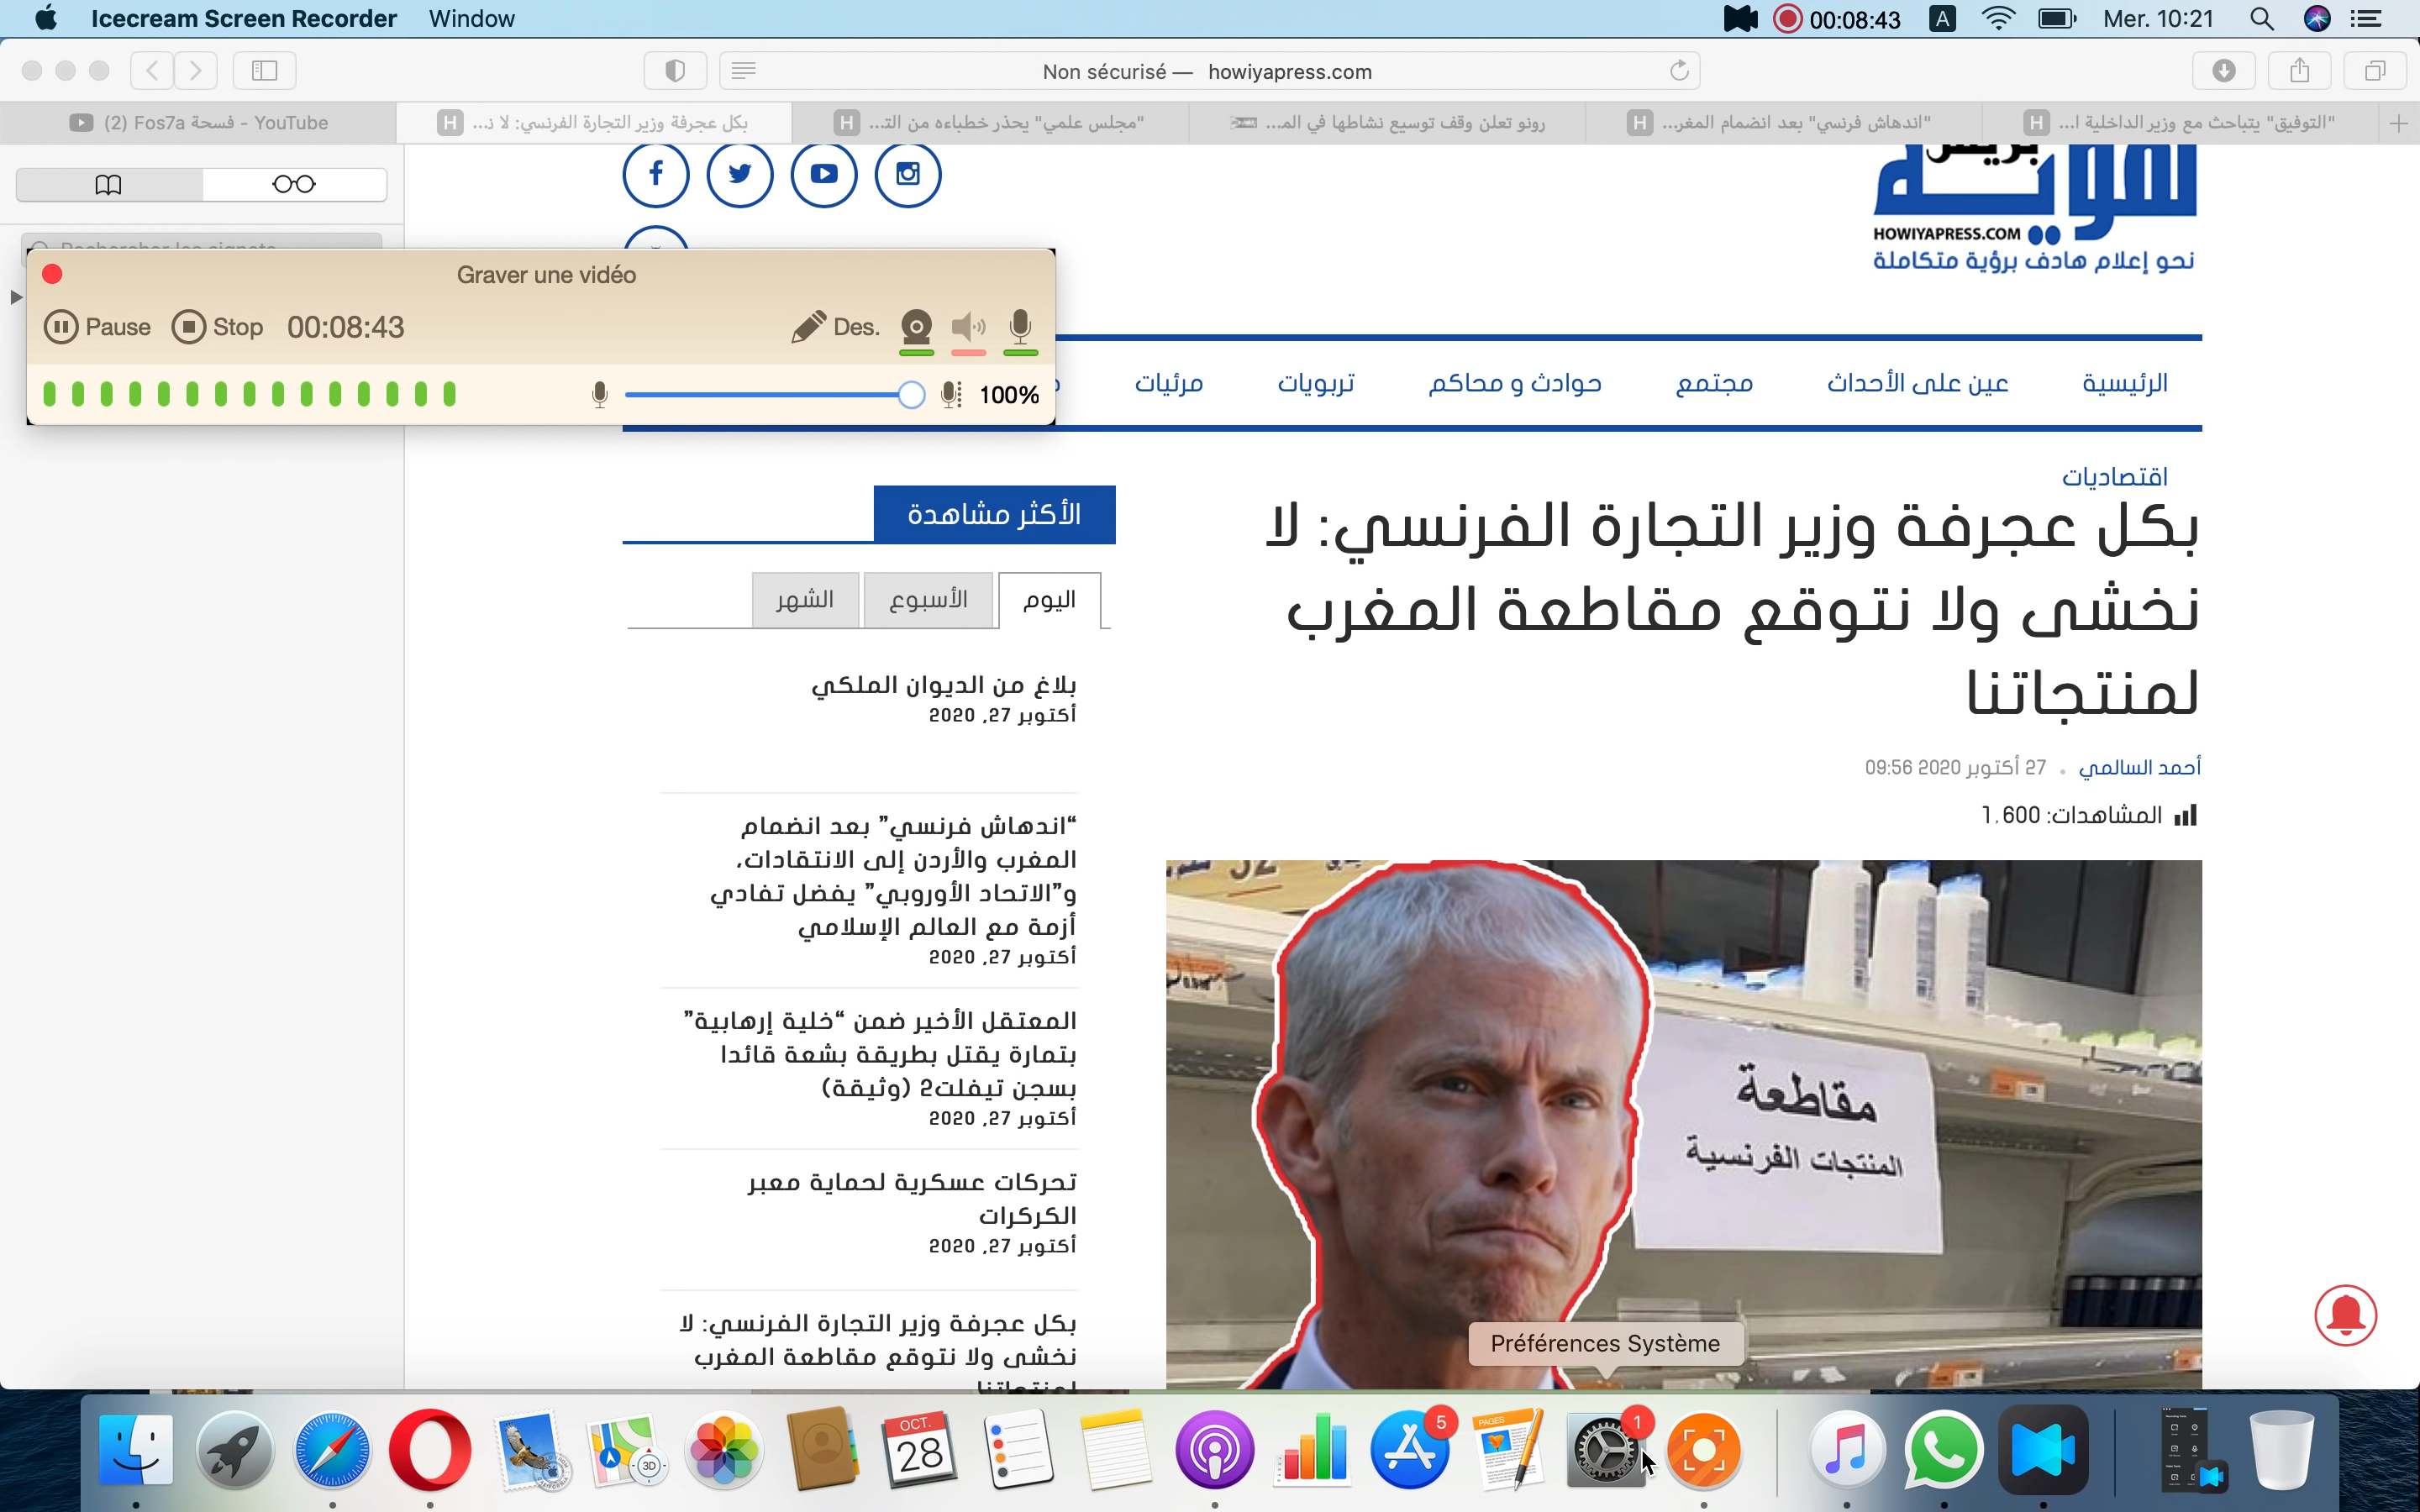 Icecream Screen Recorder Window
00:08:43 A Mer. 10:21
Non sécurisé — howiyapress.com
(2) Fos7a فسحة - YouTube
بكل عجرفة وزير التجارة الفرنسي: لا نـ...
"مجلس علمي" يحذر خطباءه من التـ...
رونو تعلن وقف توسيع نشاطها في المـ...
"اندهاش فرنسي" بعد انضمام المغر...
"التوفيق" يتباحث مع وزير الداخلية ا...
Graver une vidéo
Pause Stop 00:08:43 Des.
100%
بريس
هوية
HOWIYAPRESS.COM
نحو إعلام هادف برؤية متكاملة
الرئيسية عين على الأحداث مجتمع حوادث و محاكم تربويات مرئيات
اقتصاديات
بكل عجرفة وزير التجارة الفرنسي: لا
نخشى ولا نتوقع مقاطعة المغرب
لمنتجاتنا
أحمد السالمي . 27 أكتوبر 2020 09:56
المشاهدات: 1,600
مقاطعة
المنتجات الفرنسية
الأكثر مشاهدة
اليوم الأسبوع الشهر
بلاغ من الديوان الملكي
أكتوبر 27, 2020
“اندهاش فرنسي” بعد انضمام
المغرب والأردن إلى الانتقادات،
و”الاتحاد الأوروبي” يفضل تفادي
أزمة مع العالم الإسلامي
أكتوبر 27, 2020
المعتقل الأخير ضمن “خلية إرهابية”
بتمارة يقتل بطريقة بشعة قائدا
بسجن تيفلت2 (وثيقة)
أكتوبر 27, 2020
تحركات عسكرية لحماية معبر
الكركرات
أكتوبر 27, 2020
بكل عجرفة وزير التجارة الفرنسي: لا
نخشى ولا نتوقع مقاطعة المغرب
لمنتجاتنا
Préférences Système
OCT.
28
3D
5
PAGES
1